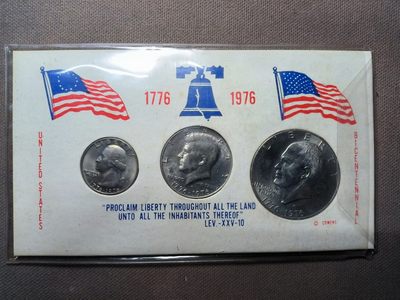 1776 1976
UNITED STATES
BICENTENNIAL
LIBERTY
LIBERTY
"PROCLAIM LIBERTY THROUGHOUT ALL THE LAND
UNTO ALL THE INHABITANTS THEREOF"
LEV.-XXV-10